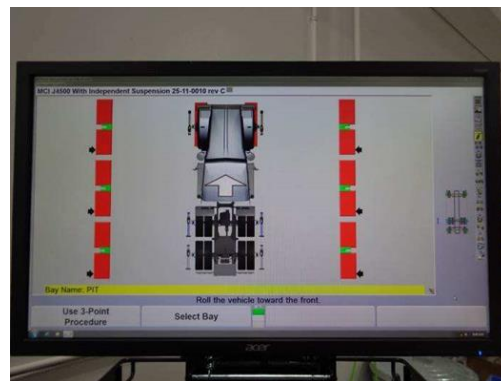 MCI J4500 With Independent Suspension 25-11-0010 rev C
Bay Name: PIT
Roll the vehicle toward the front.
Use 3-Point
Procedure
Select Bay
acer